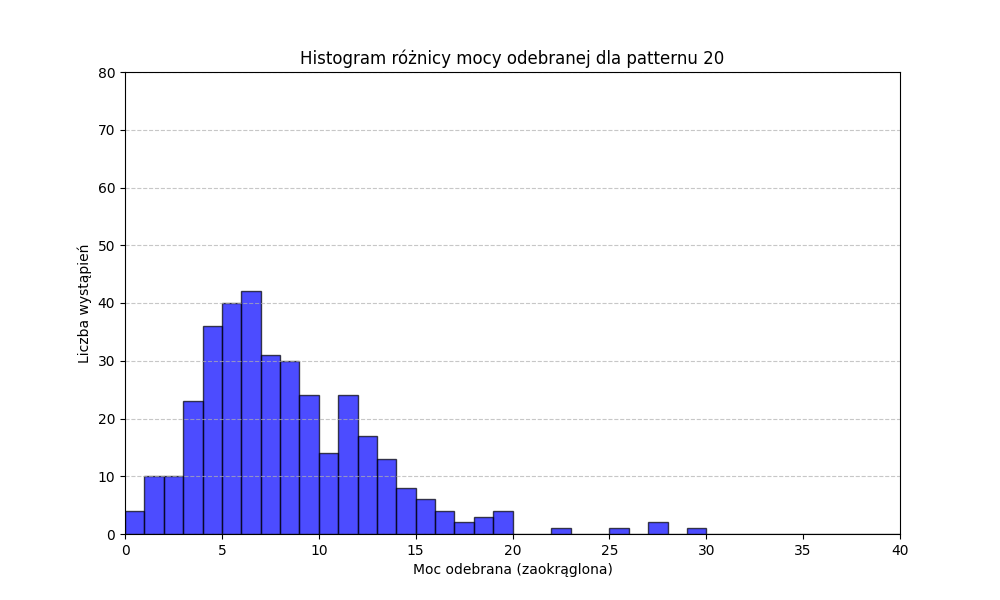 Histogram różnicy mocy odebranej dla patternu 20
80
70
60
50
40
30
20
10
0
Liczba wystąpień
0 5 10 15 20 25 30 35 40
Moc odebrana (zaokrąglona)